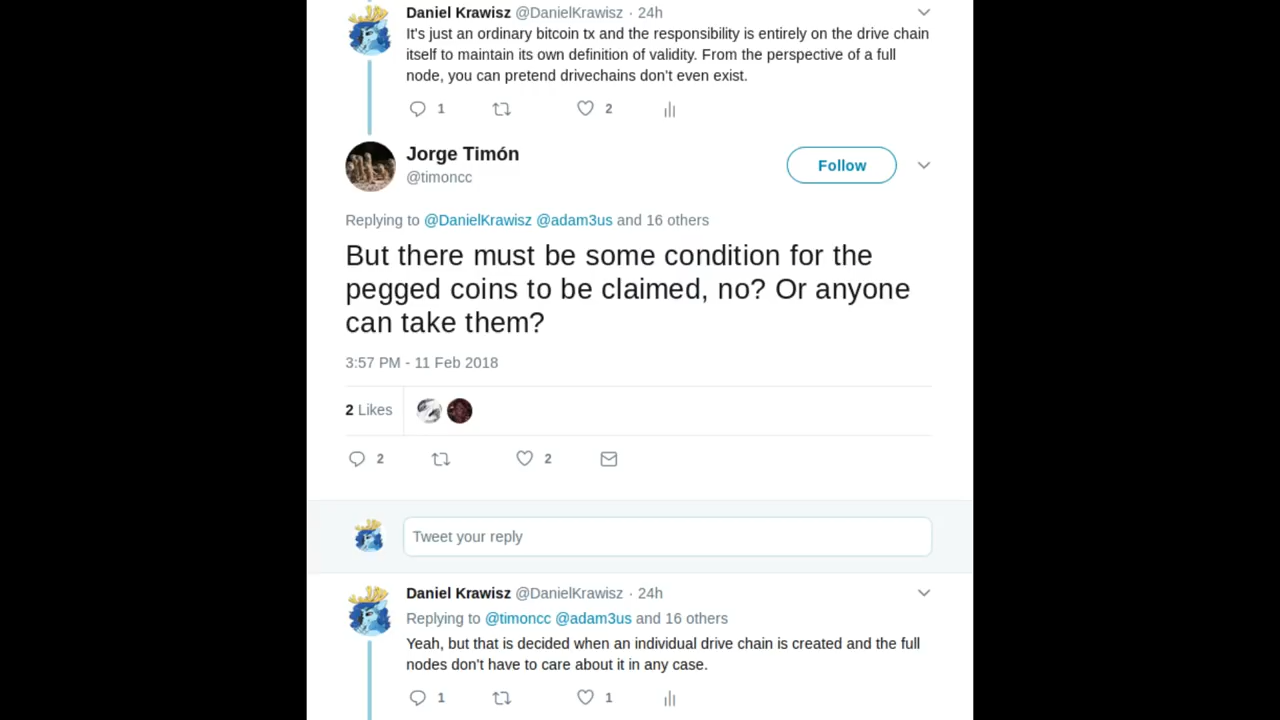 Daniel Krawisz @DanielKrawisz · 24h
It's just an ordinary bitcoin tx and the responsibility is entirely on the drive chain
itself to maintain its own definition of validity. From the perspective of a full
node, you can pretend drivechains don't even exist.
1 2
Jorge Timón
@timoncc
Follow
Replying to @DanielKrawisz @adam3us and 16 others
But there must be some condition for the
pegged coins to be claimed, no? Or anyone
can take them?
3:57 PM - 11 Feb 2018
2 Likes
2 2
Tweet your reply
Daniel Krawisz @DanielKrawisz · 24h
Replying to @timoncc @adam3us and 16 others
Yeah, but that is decided when an individual drive chain is created and the full
nodes don't have to care about it in any case.
1 1